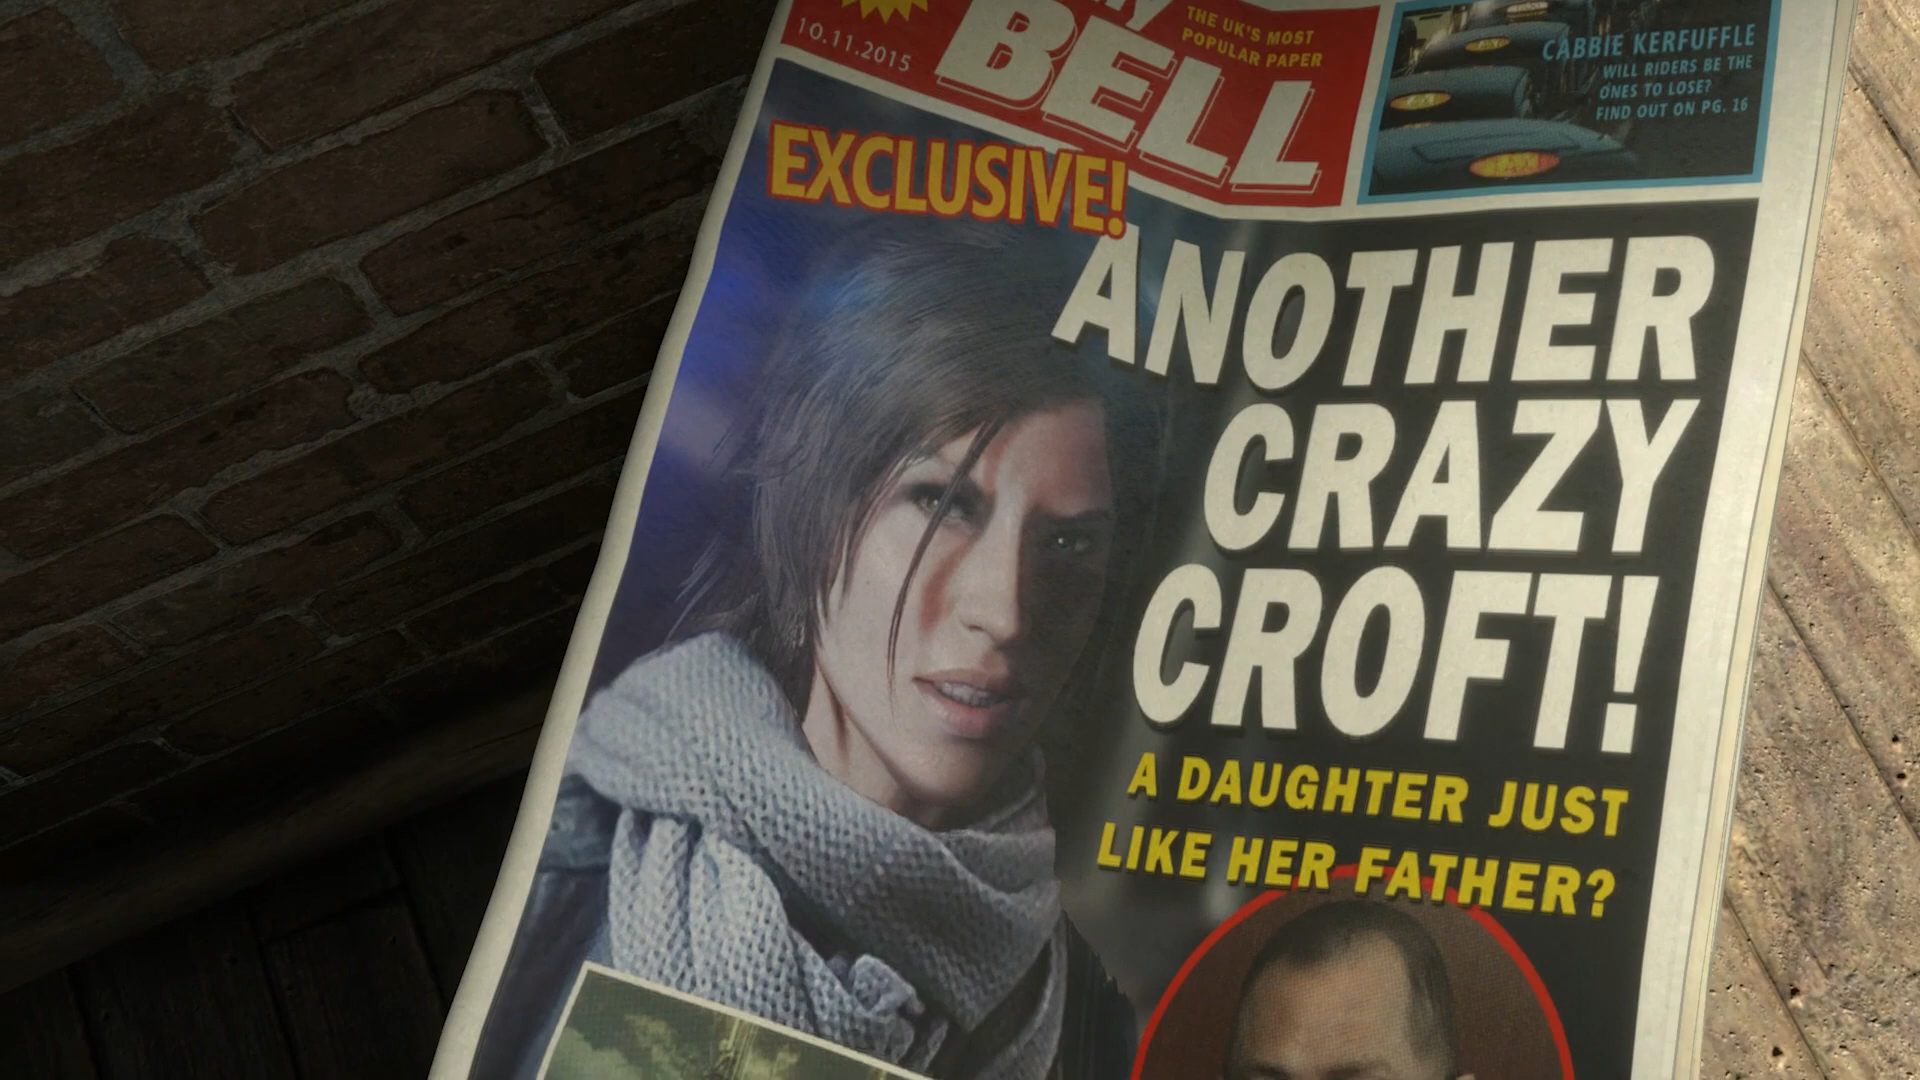 10.11.2015
BELL
THE UK'S MOST
POPULAR PAPER
CABBIE KERFUFFLE
WILL RIDERS BE THE
ONES TO LOSE?
FIND OUT ON PG. 16
EXCLUSIVE!
ANOTHER
CRAZY
CROFT!
A DAUGHTER JUST
LIKE HER FATHER?